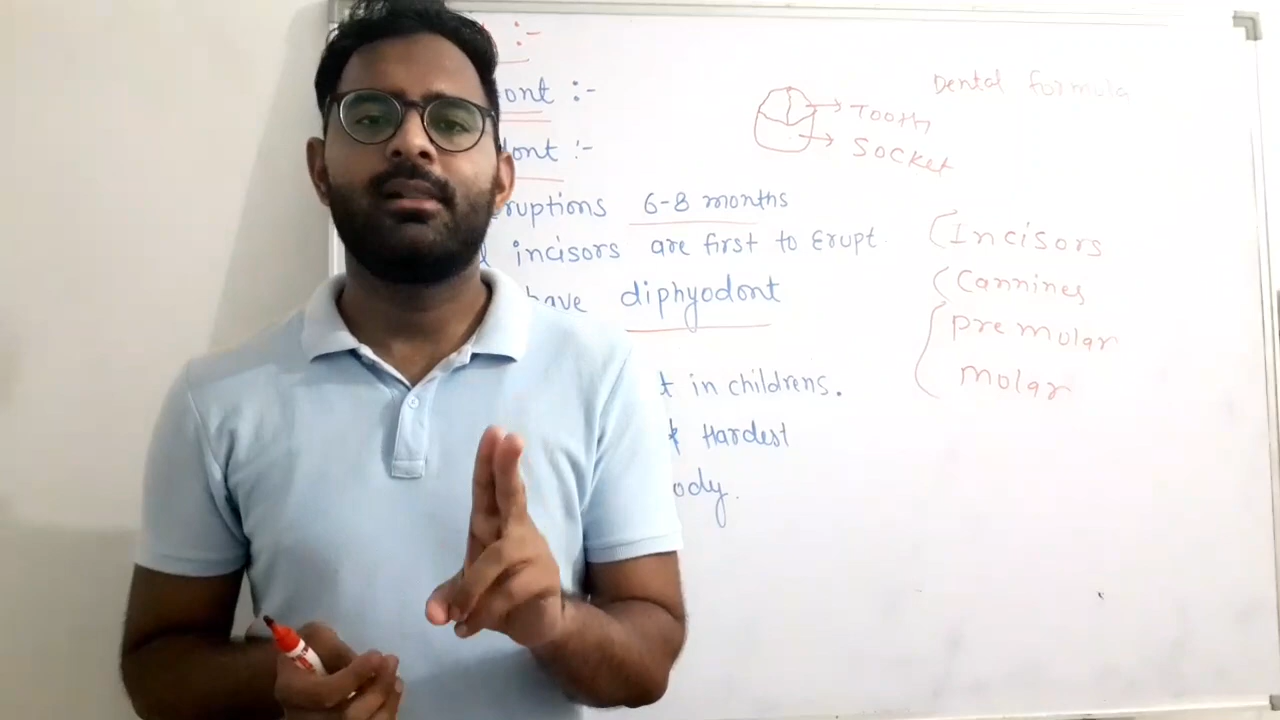 :-
ont :-
dont :-
ruptions 6-8 months
incisors are first to Erupt
have diphyodont
t in childrens.
& Hardest
ody.
Tooth
Socket
Dental formula
Incisors
Cannines
Pre molar
Molar